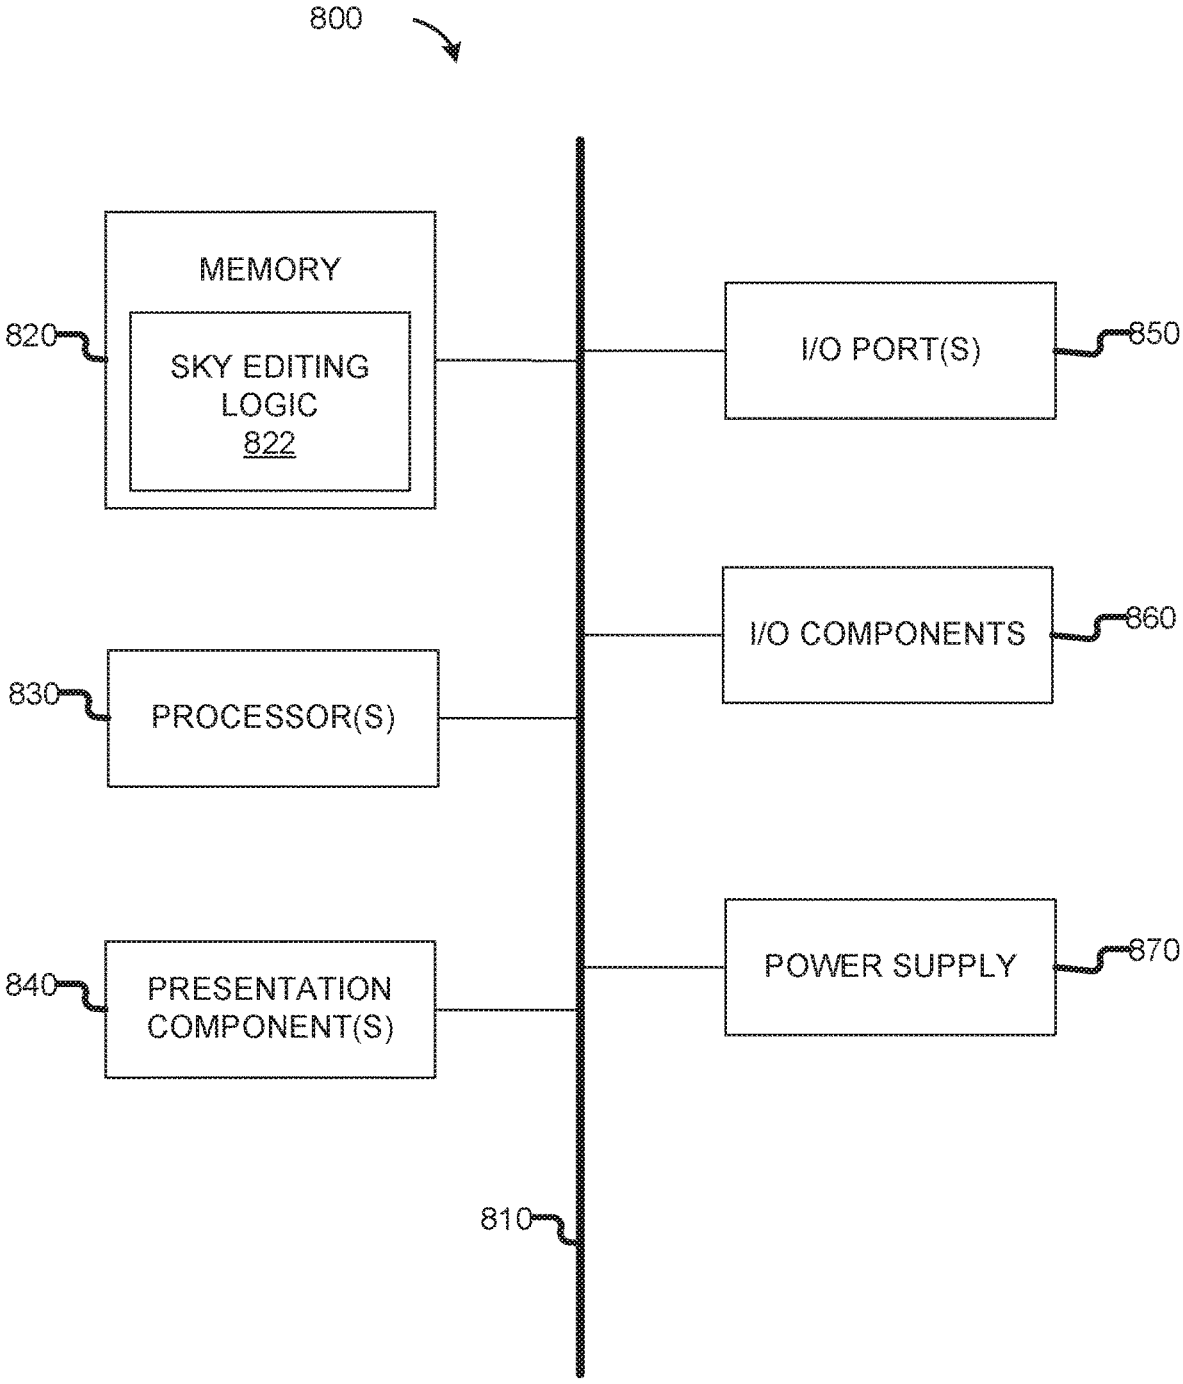 800
MEMORY
820
SKY EDITING
LOGIC
822
I/O PORT(S)
850
I/O COMPONENTS
860
830
PROCESSOR(S)
POWER SUPPLY
870
840
PRESENTATION
COMPONENT(S)
810